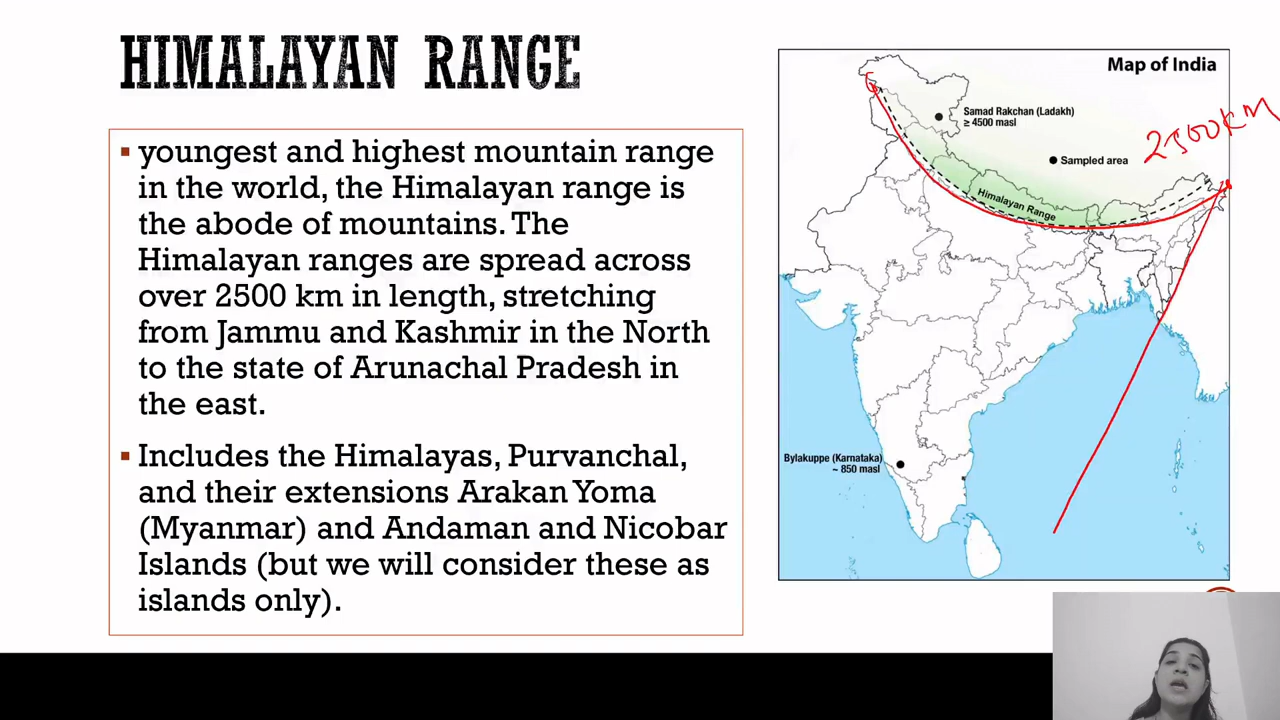 HIMALAYAN RANGE
youngest and highest mountain range
in the world, the Himalayan range is
the abode of mountains. The
Himalayan ranges are spread across
over 2500 km in length, stretching
from Jammu and Kashmir in the North
to the state of Arunachal Pradesh in
the east.
Includes the Himalayas, Purvanchal,
and their extensions Arakan Yoma
(Myanmar) and Andaman and Nicobar
Islands (but we will consider these as
islands only).
Map of India
Samad Rakchan (Ladakh)
≥ 4500 masl
2500KM
Sampled area
Himalayan Range
Bylakuppe (Karnataka)
~ 850 masl